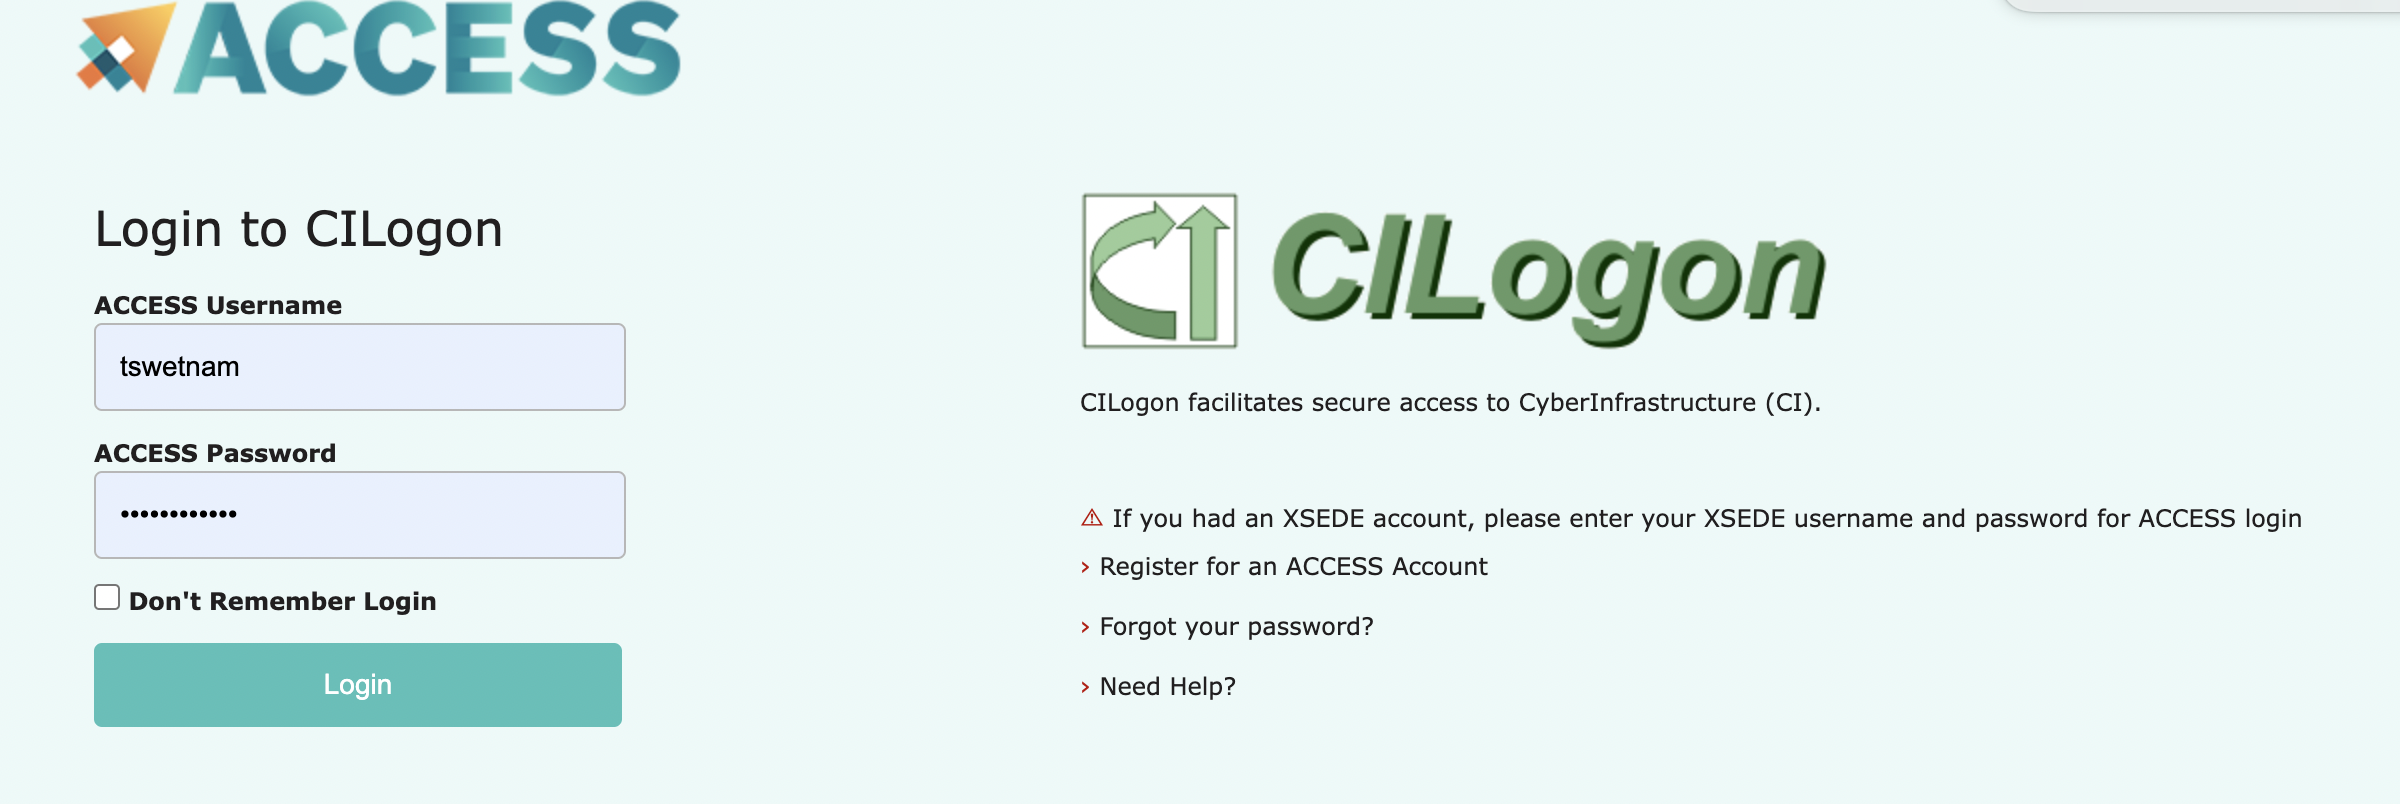 ACCESS
Login to CILogon
ACCESS Username
tswetnam
ACCESS Password
••••••••••••
Don't Remember Login
Login
CI CILogon
CILogon facilitates secure access to CyberInfrastructure (CI).
⚠ If you had an XSEDE account, please enter your XSEDE username and password for ACCESS login
› Register for an ACCESS Account
› Forgot your password?
› Need Help?